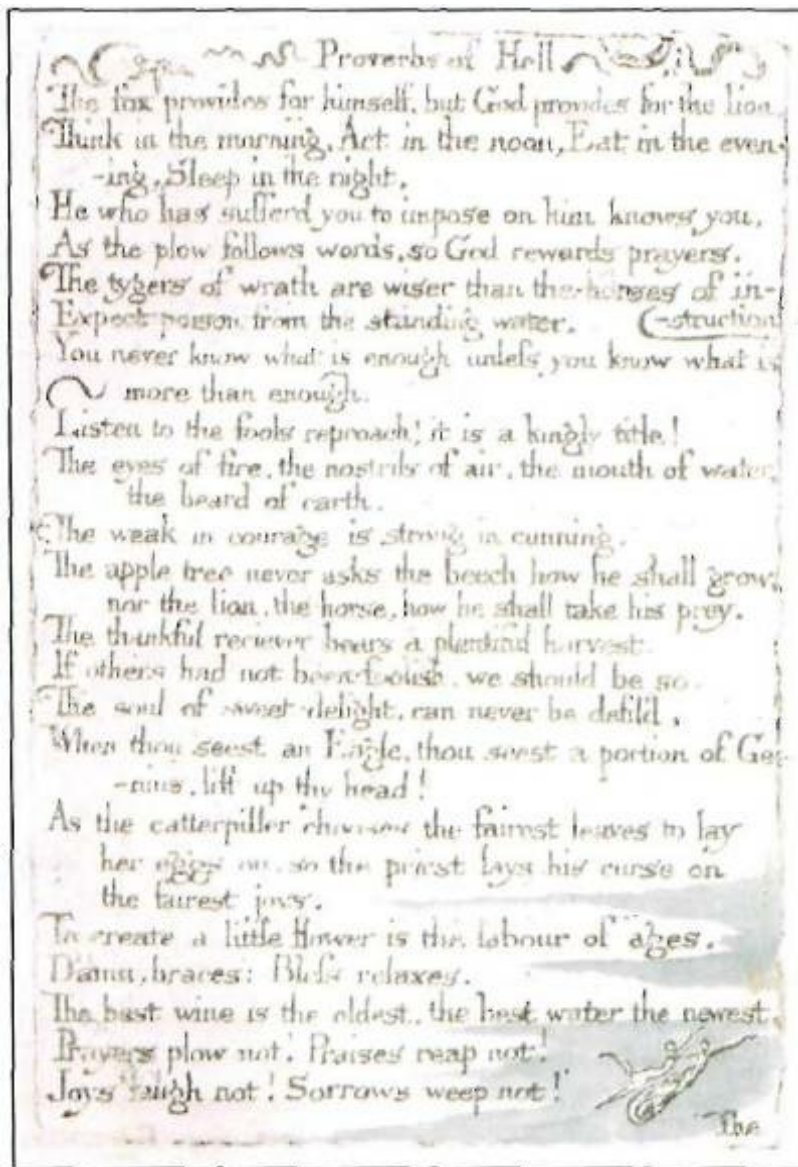 Proverbs of Hell
The fox provides for himself, but God provides for the lion.
Think in the morning, Act in the noon, Eat in the even-
-ing, Sleep in the night.
He who has sufferd you to impose on him knows you.
As the plow follows words, so God rewards prayers.
The tygers of wrath are wiser than the horses of in-
Expect poison from the standing water. (-struction
You never know what is enough unless you know what is
more than enough.
Listen to the fools reproach! it is a kingly title!
The eyes of fire, the nostrils of air, the mouth of water,
the beard of earth.
The weak in courage is strong in cunning.
The apple tree never asks the beech how he shall grow,
nor the lion, the horse, how he shall take his prey.
The thankful reciever bears a plentiful harvest.
If others had not been foolish, we should be so.
The soul of sweet delight, can never be defil'd,
When thou seest an Eagle, thou seest a portion of Ge-
-nius, lift up thy head!
As the catterpiller chooses the fairest leaves to lay
her eggs on, so the priest lays his curse on
the fairest joys.
To create a little flower is the labour of ages.
Damn, braces: Bless relaxes.
The best wine is the oldest, the best water the newest.
Prayers plow not! Praises reap not!
Joys laugh not! Sorrows weep not!
The